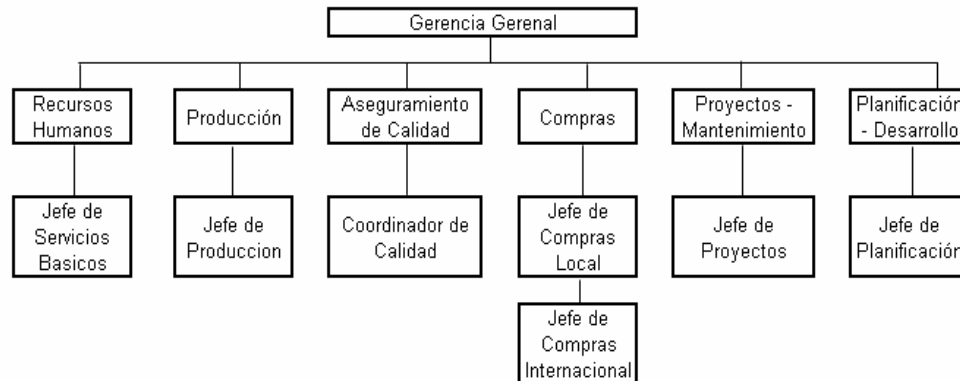 Gerencia Gerenal
Recursos
Humanos
Producción
Aseguramiento
de Calidad
Compras
Proyectos -
Mantenimiento
Planificación
- Desarrollo
Jefe de
Servicios
Basicos
Jefe de
Produccion
Coordinador de
Calidad
Jefe de
Compras
Local
Jefe de
Proyectos
Jefe de
Planificación
Jefe de
Compras
Internacional